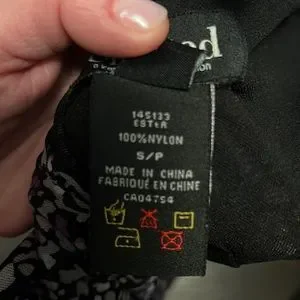 145133
ESTER
100% NYLON
S/P
MADE IN CHINA
FABRIQUÉ EN CHINE
CA04754